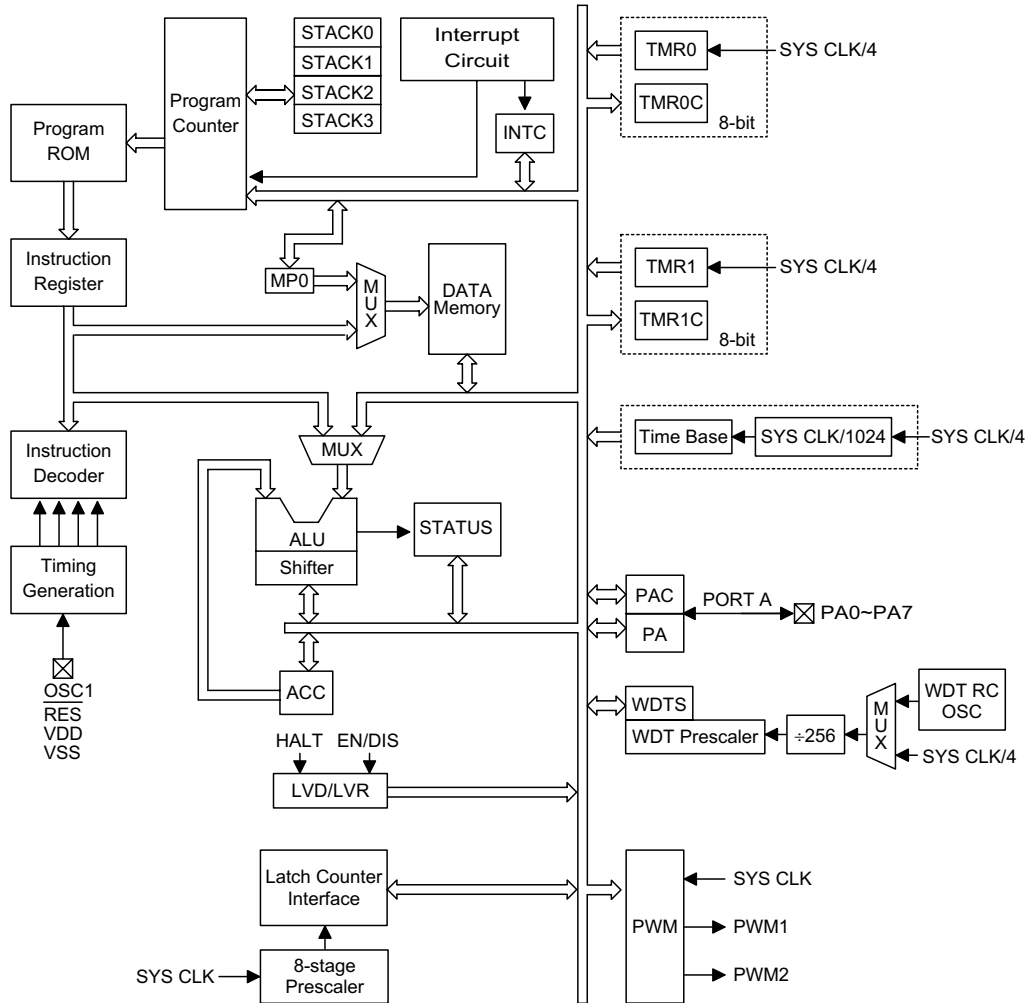 STACK0
STACK1
STACK2
STACK3
Interrupt
Circuit
TMR0
SYS CLK/4
TMR0C
8-bit
Program
Counter
Program
ROM
INTC
Instruction
Register
MP0
MUX
DATA
Memory
TMR1
SYS CLK/4
TMR1C
8-bit
Time Base
SYS CLK/1024
SYS CLK/4
Instruction
Decoder
MUX
ALU
Shifter
STATUS
Timing
Generation
PAC
PA
PORT A
PA0~PA7
OSC1
RES
VDD
VSS
ACC
WDTS
WDT Prescaler
÷256
MUX
WDT RC
OSC
SYS CLK/4
HALT
EN/DIS
LVD/LVR
Latch Counter
Interface
PWM
SYS CLK
PWM1
PWM2
SYS CLK
8-stage
Prescaler